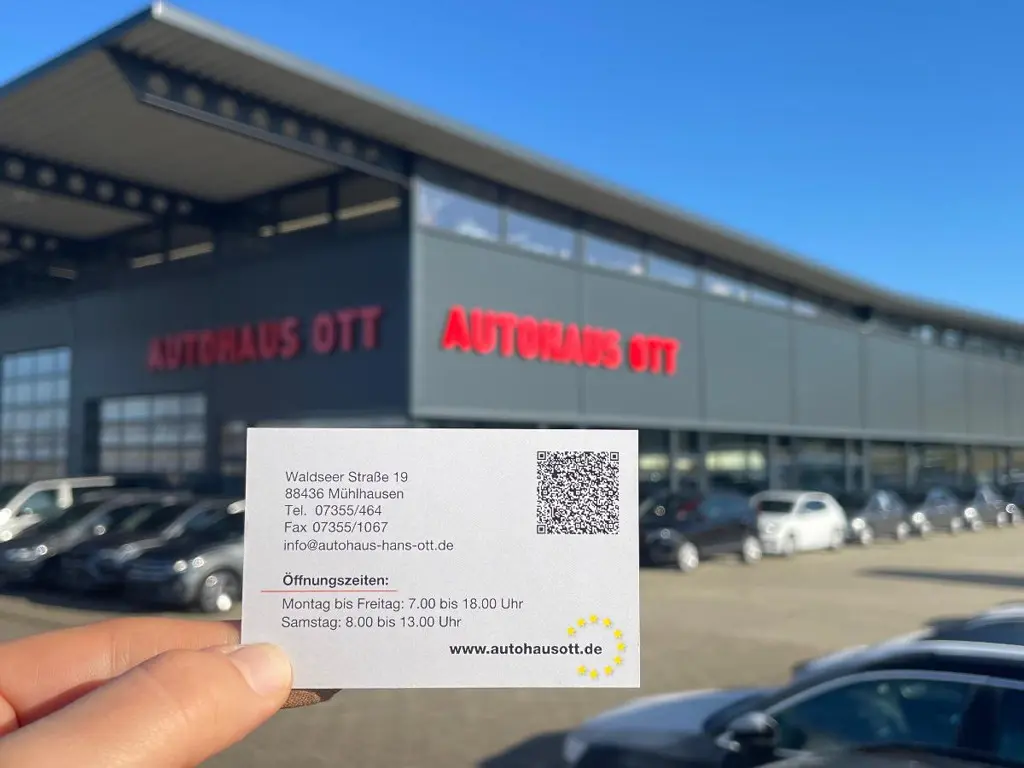 AUTOHAUS OTT
AUTOHAUS OTT
Waldseer Straße 19
88436 Mühlhausen
Tel. 07355/464
Fax 07355/1067
info@autohaus-hans-ott.de
Öffnungszeiten:
Montag bis Freitag: 7.00 bis 18.00 Uhr
Samstag: 8.00 bis 13.00 Uhr
www.autohausott.de